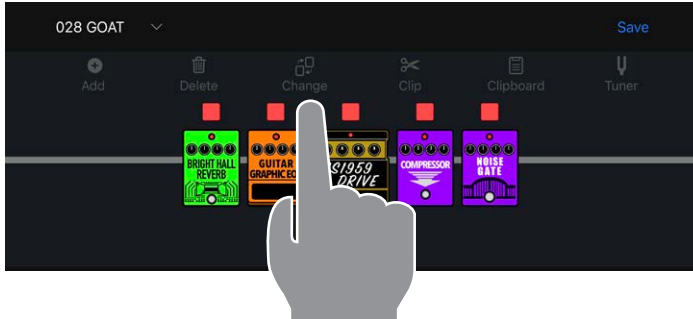 028 GOAT
Save
Add
Delete
Change
Clip
Clipboard
Tuner
BRIGHT HALL
REVERB
GUITAR
GRAPHIC EQ
S1959
DRIVE
COMPRESSOR
NOISE
GATE